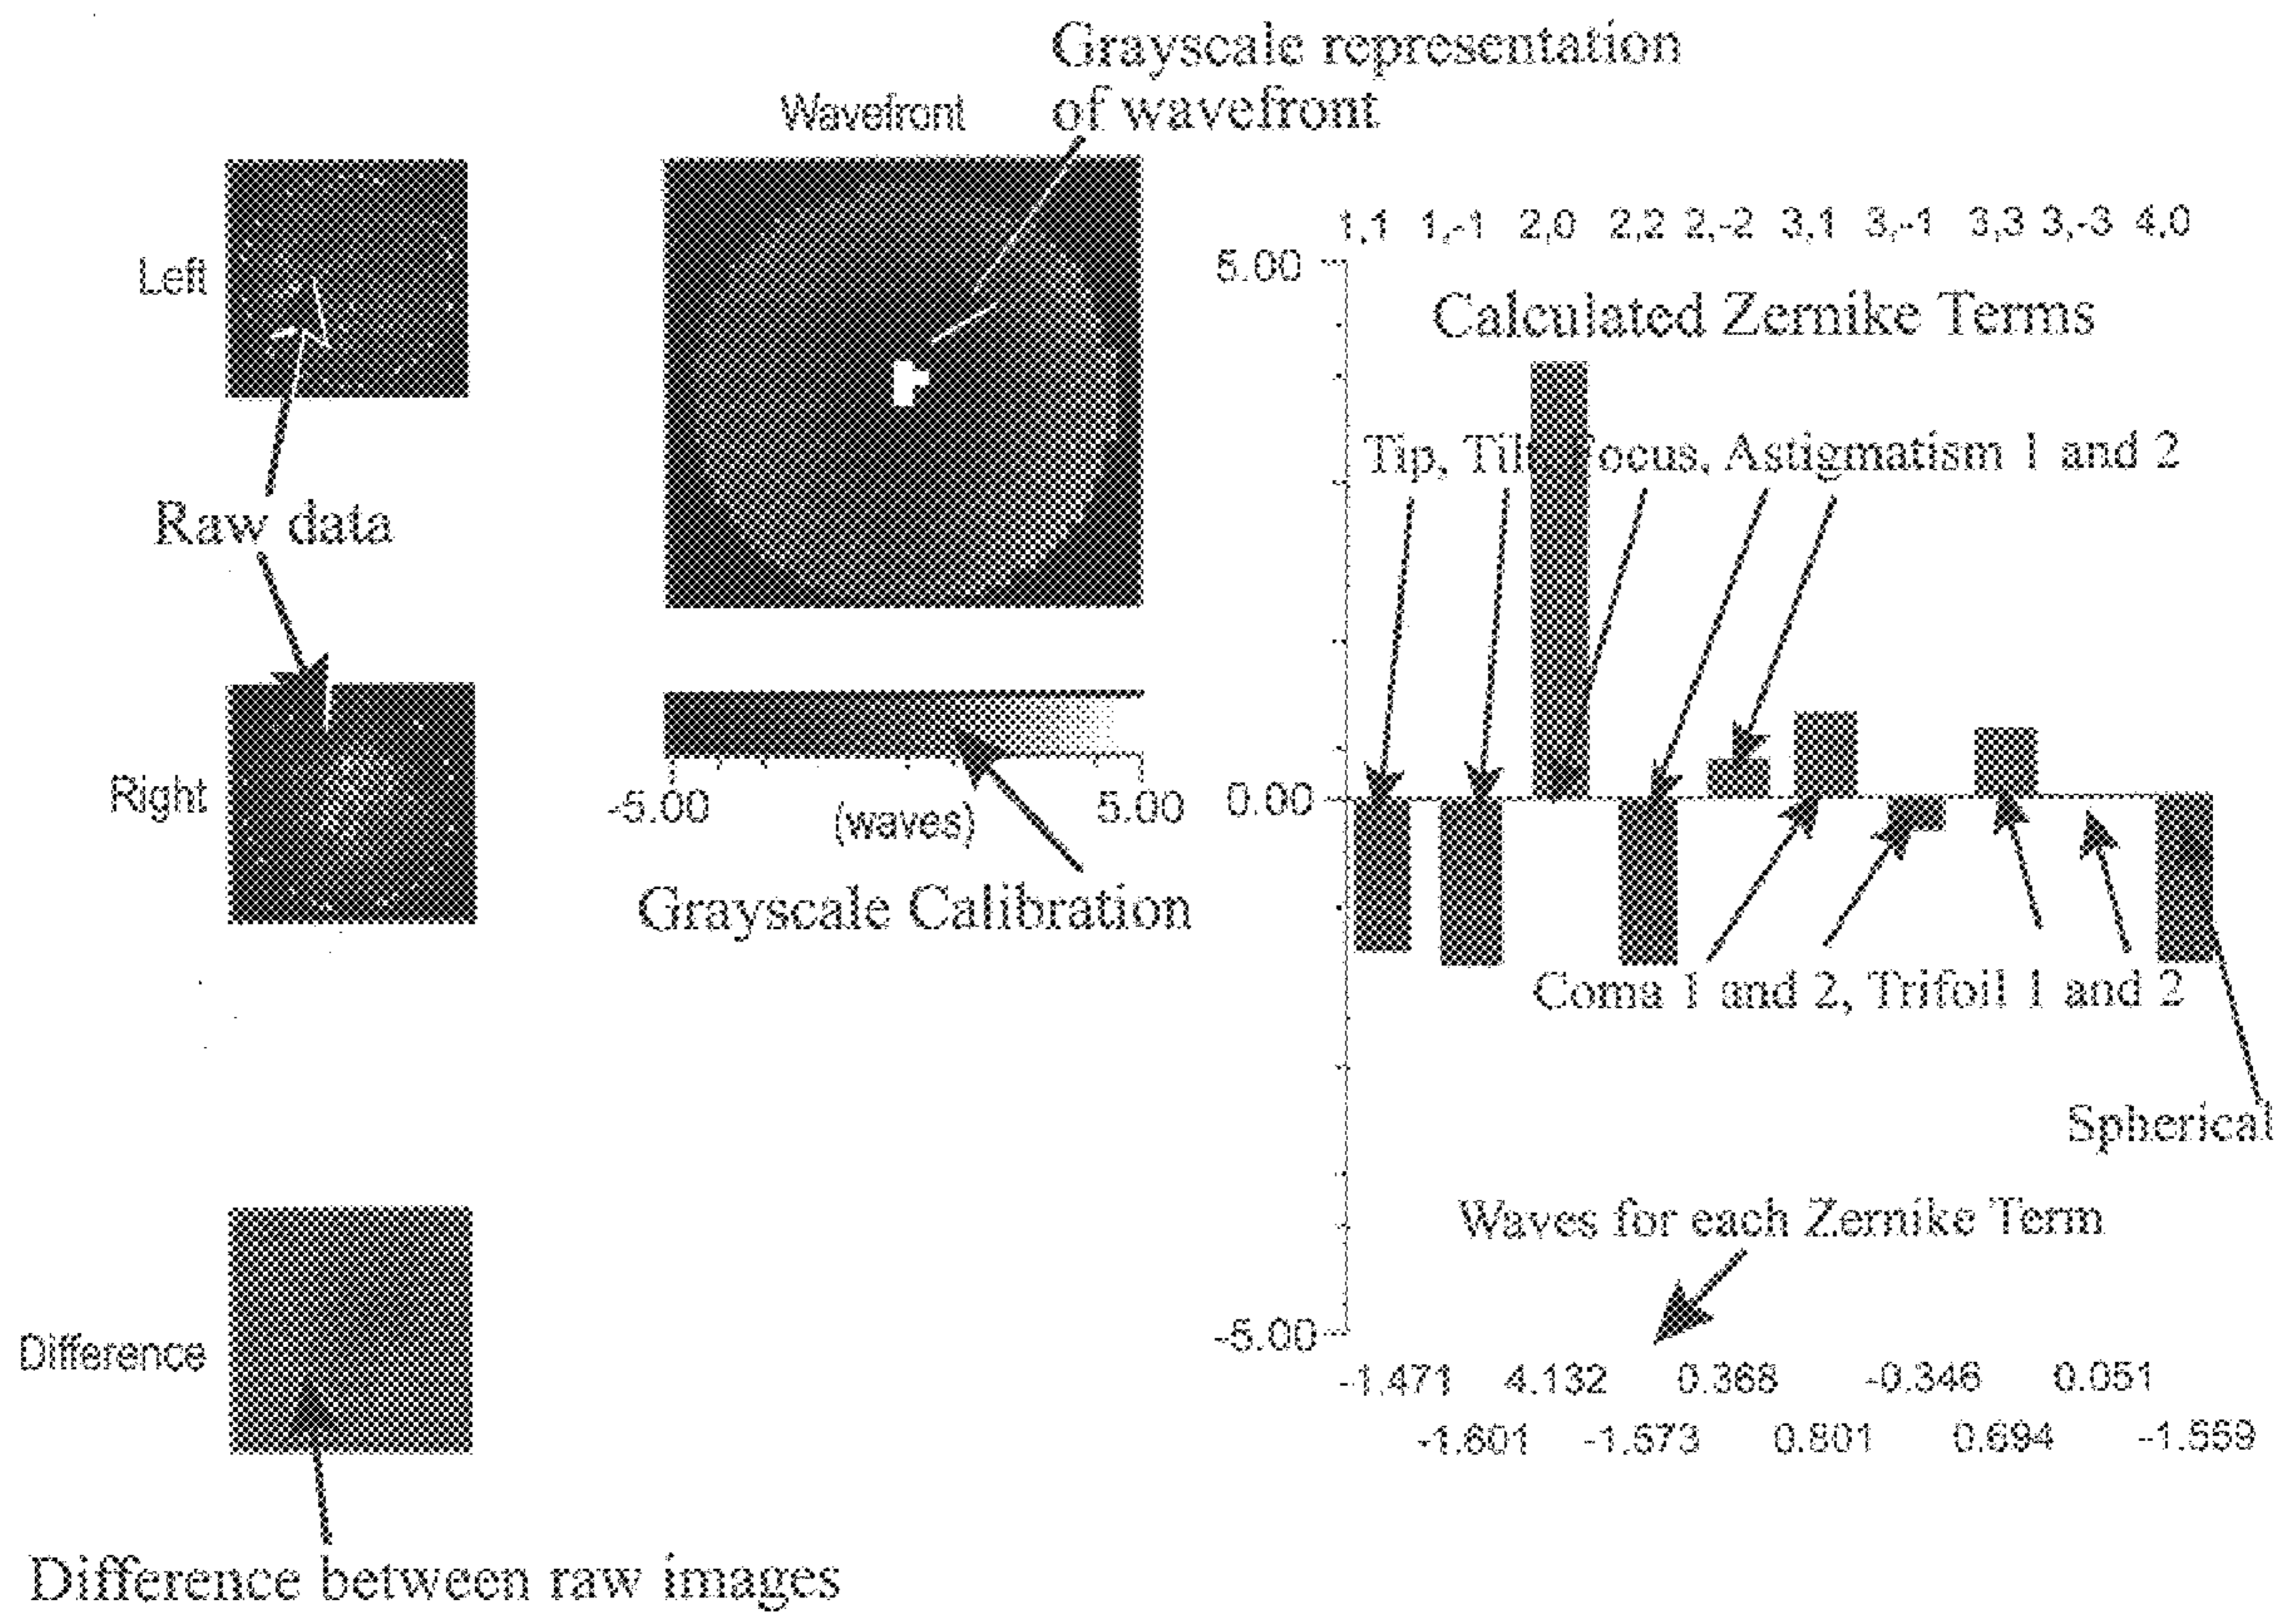 Grayscale representation
of wavefront
Wavefront
Left
Raw data
Right
Difference
Difference between raw images
-5.00
(waves)
5.00
Grayscale Calibration
1,1 1,-1 2,0 2,2 2,-2 3,1 3,-1 3,3 3,-3 4,0
5.00
Calculated Zernike Terms
Tip, Tilt Focus, Astigmatism 1 and 2
0.00
Coma 1 and 2, Trifoil 1 and 2
Spherical
Waves for each Zernike Term
-5.00
-1.471 4.132 0.368 -0.346 0.051
-1.601 -1.573 0.801 0.694 -1.559